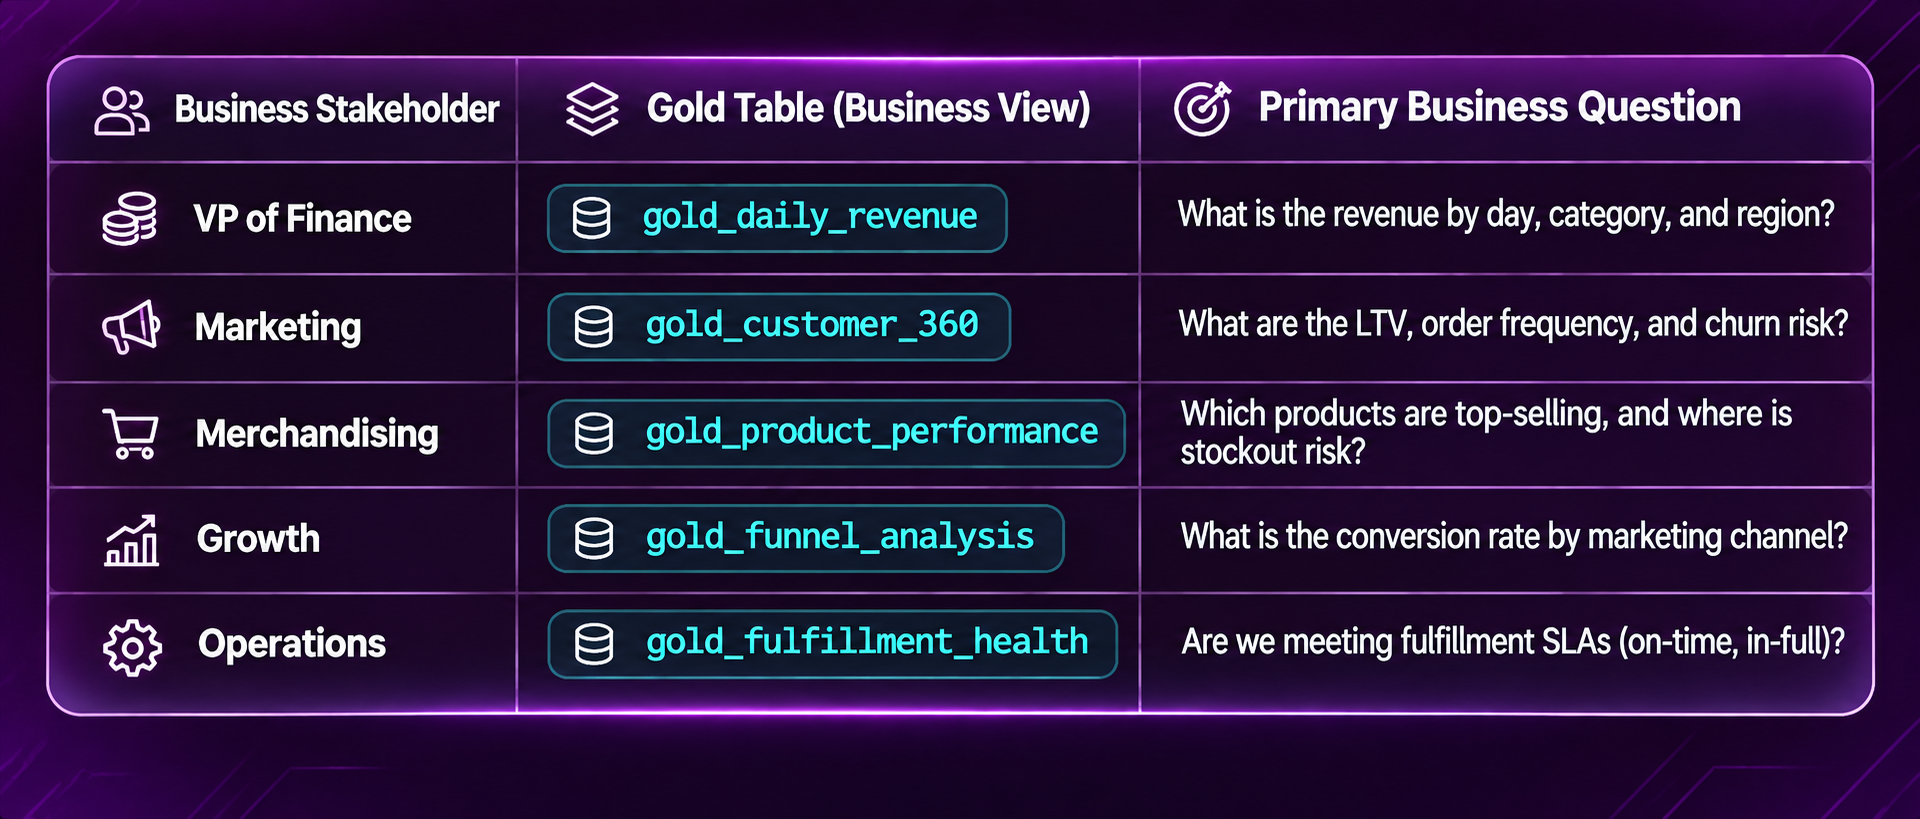 Business Stakeholder
Gold Table (Business View)
Primary Business Question
VP of Finance
gold_daily_revenue
What is the revenue by day, category, and region?
Marketing
gold_customer_360
What are the LTV, order frequency, and churn risk?
Merchandising
gold_product_performance
Which products are top-selling, and where is
stockout risk?
Growth
gold_funnel_analysis
What is the conversion rate by marketing channel?
Operations
gold_fulfillment_health
Are we meeting fulfillment SLAs (on-time, in-full)?